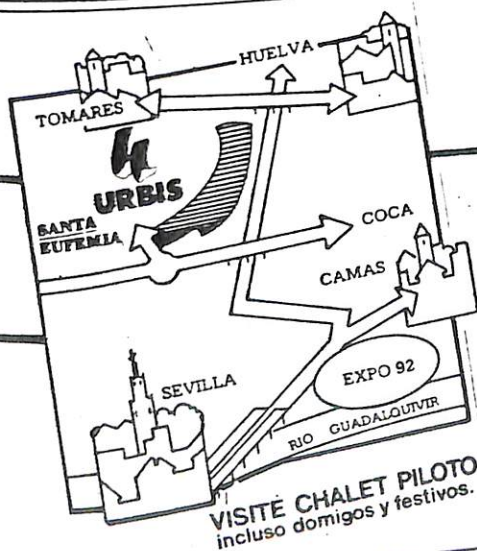 HUELVA
TOMARES
URBIS
SANTA
EUFEMIA
COCA
CAMAS
SEVILLA
EXPO 92
RIO GUADALQUIVIR
VISITE CHALET PILOTO
incluso domigos y festivos.